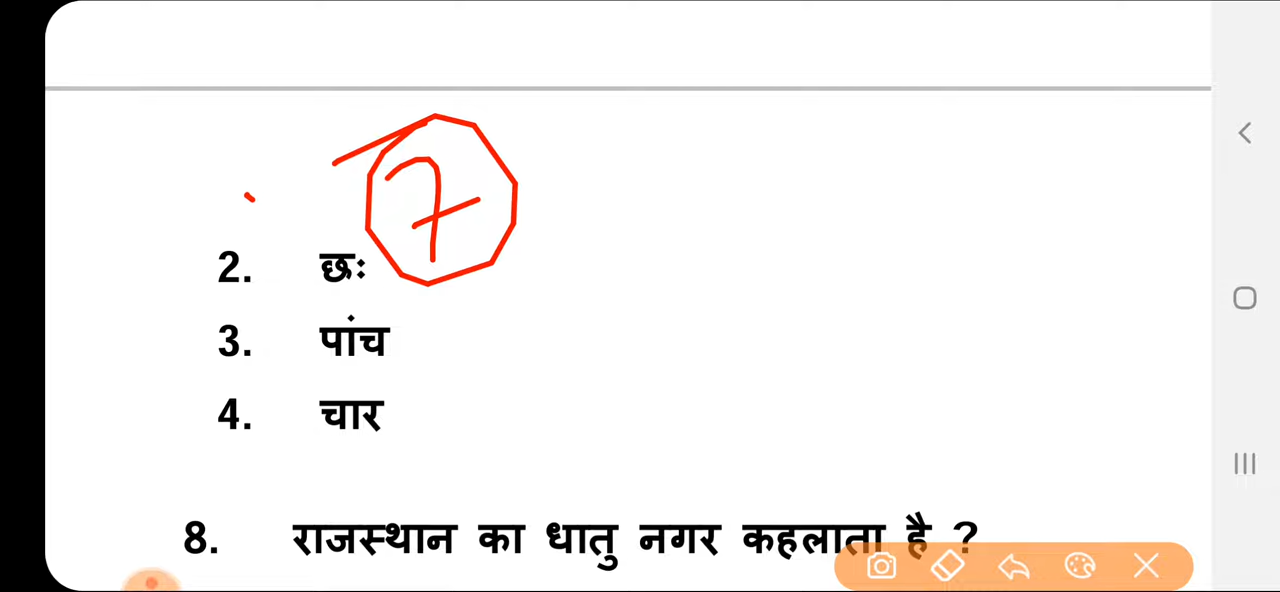 7
2. छः
3. पांच
4. चार
8. राजस्थान का धातु नगर कहलाता है ?